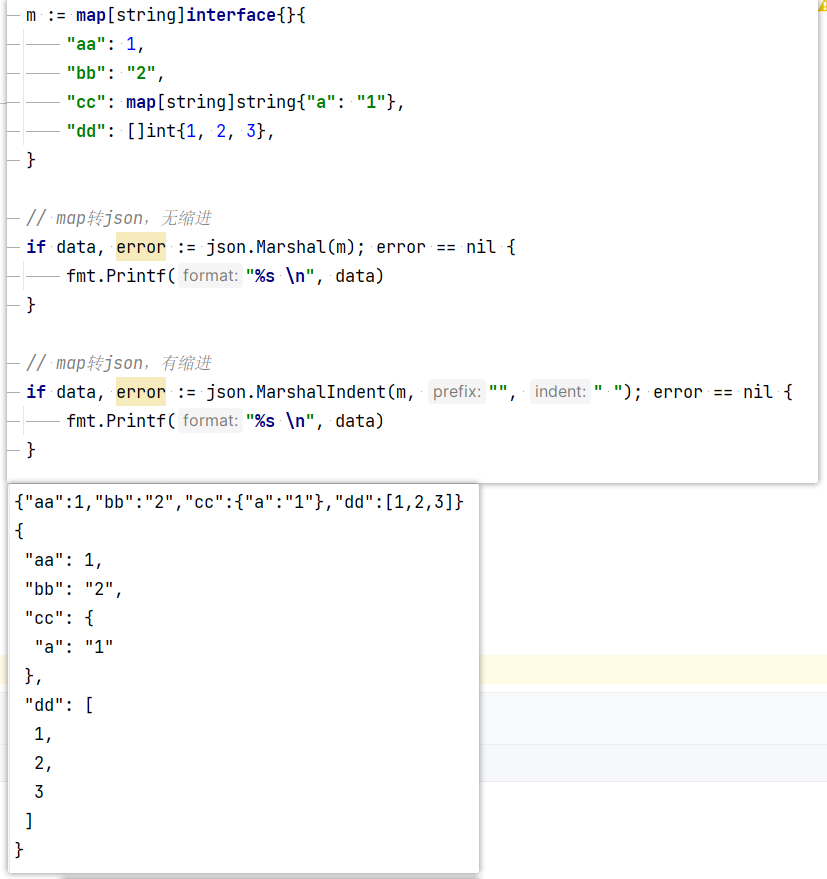 m := map[string]interface{}{
    "aa": 1,
    "bb": "2",
    "cc": map[string]string{"a": "1"},
    "dd": []int{1, 2, 3},
}
// map转json，无缩进
if data, error := json.Marshal(m); error == nil {
    fmt.Printf( format: "%s \n", data)
}
// map转json，有缩进
if data, error := json.MarshalIndent(m, prefix: "", indent: " "); error == nil {
    fmt.Printf( format: "%s \n", data)
}
{"aa":1,"bb":"2","cc":{"a":"1"},"dd":[1,2,3]}
{
 "aa": 1,
 "bb": "2",
 "cc": {
  "a": "1"
 },
 "dd": [
  1,
  2,
  3
 ]
}